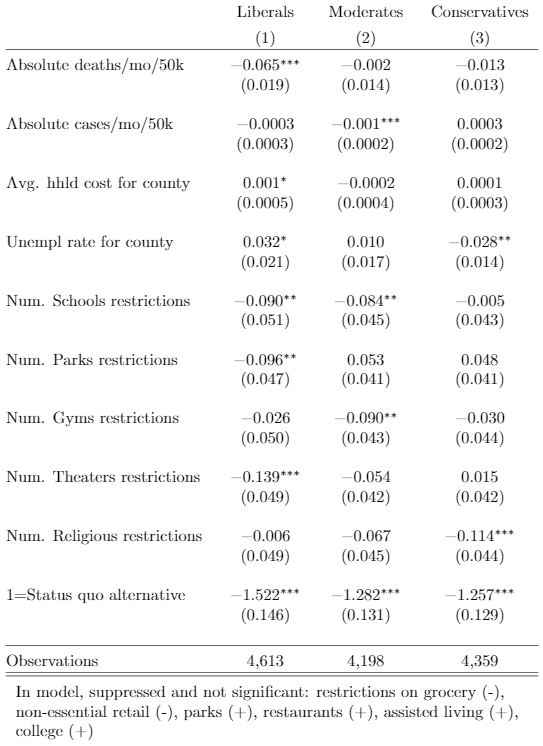 Liberals Moderates Conservatives
(1) (2) (3)
Absolute deaths/mo/50k −0.065*** −0.002 −0.013
(0.019) (0.014) (0.013)
Absolute cases/mo/50k −0.0003 −0.001*** 0.0003
(0.0003) (0.0002) (0.0002)
Avg. hhld cost for county 0.001* −0.0002 0.0001
(0.0005) (0.0004) (0.0003)
Unempl rate for county 0.032* 0.010 −0.028**
(0.021) (0.017) (0.014)
Num. Schools restrictions −0.090** −0.084** −0.005
(0.051) (0.045) (0.043)
Num. Parks restrictions −0.096** 0.053 0.048
(0.047) (0.041) (0.041)
Num. Gyms restrictions −0.026 −0.090** −0.030
(0.050) (0.043) (0.044)
Num. Theaters restrictions −0.139*** −0.054 0.015
(0.049) (0.042) (0.042)
Num. Religious restrictions −0.006 −0.067 −0.114***
(0.049) (0.045) (0.044)
1=Status quo alternative −1.522*** −1.282*** −1.257***
(0.146) (0.131) (0.129)
Observations 4,613 4,198 4,359
In model, suppressed and not significant: restrictions on grocery (-),
non-essential retail (-), parks (+), restaurants (+), assisted living (+),
college (+)